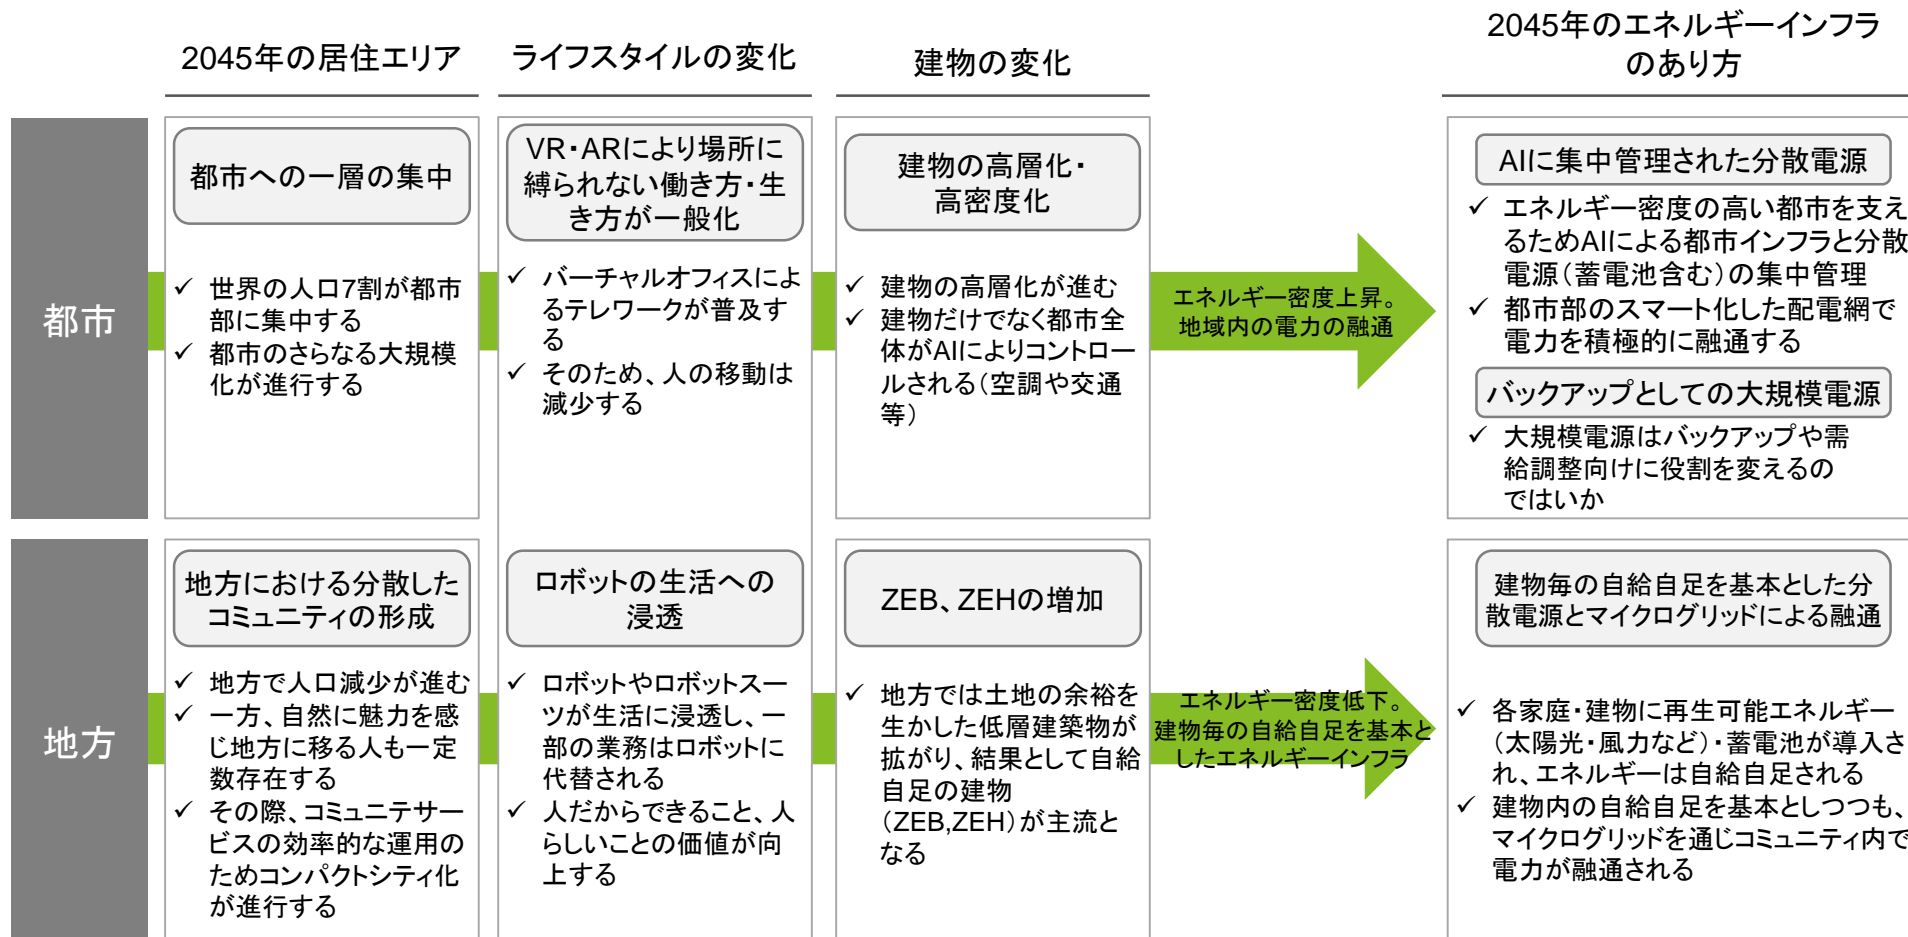 2045年の居住エリア
ライフスタイルの変化
建物の変化
2045年のエネルギーインフラ
のあり方
都市
都市への一層の集中
✓ 世界の人口7割が都市
部に集中する
✓ 都市のさらなる大規模
化が進行する
VR・ARにより場所に
縛られない働き方・生
き方が一般化
✓ バーチャルオフィスによ
るテレワークが普及す
る
✓ そのため、人の移動は
減少する
建物の高層化・
高密度化
✓ 建物の高層化が進む
✓ 建物だけでなく都市全
体がAIによりコントロー
ルされる（空調や交通
等）
エネルギー密度上昇。
地域内の電力の融通
AIに集中管理された分散電源
✓ エネルギー密度の高い都市を支え
るためAIによる都市インフラと分散
電源（蓄電池含む）の集中管理
✓ 都市部のスマート化した配電網で
電力を積極的に融通する
バックアップとしての大規模電源
✓ 大規模電源はバックアップや需
給調整向けに役割を変えるの
ではいか
地方
地方における分散した
コミュニティの形成
✓ 地方で人口減少が進む
✓ 一方、自然に魅力を感
じ地方に移る人も一定
数存在する
✓ その際、コミュニテサー
ビスの効率的な運用の
ためコンパクトシティ化
が進行する
ロボットの生活への
浸透
✓ ロボットやロボットスー
ツが生活に浸透し、一
部の業務はロボットに
代替される
✓ 人だからできること、人
らしいことの価値が向
上する
ZEB、ZEHの増加
✓ 地方では土地の余裕を
生かした低層建築物が
拡がり、結果として自給
自足の建物
（ZEB,ZEH）が主流と
なる
エネルギー密度低下。
建物毎の自給自足を基本と
したエネルギーインフラ
建物毎の自給自足を基本とした分
散電源とマイクログリッドによる融通
✓ 各家庭・建物に再生可能エネルギー
（太陽光・風力など）・蓄電池が導入さ
れ、エネルギーは自給自足される
✓ 建物内の自給自足を基本としつつも、
マイクログリッドを通じコミュニティ内で
電力が融通される